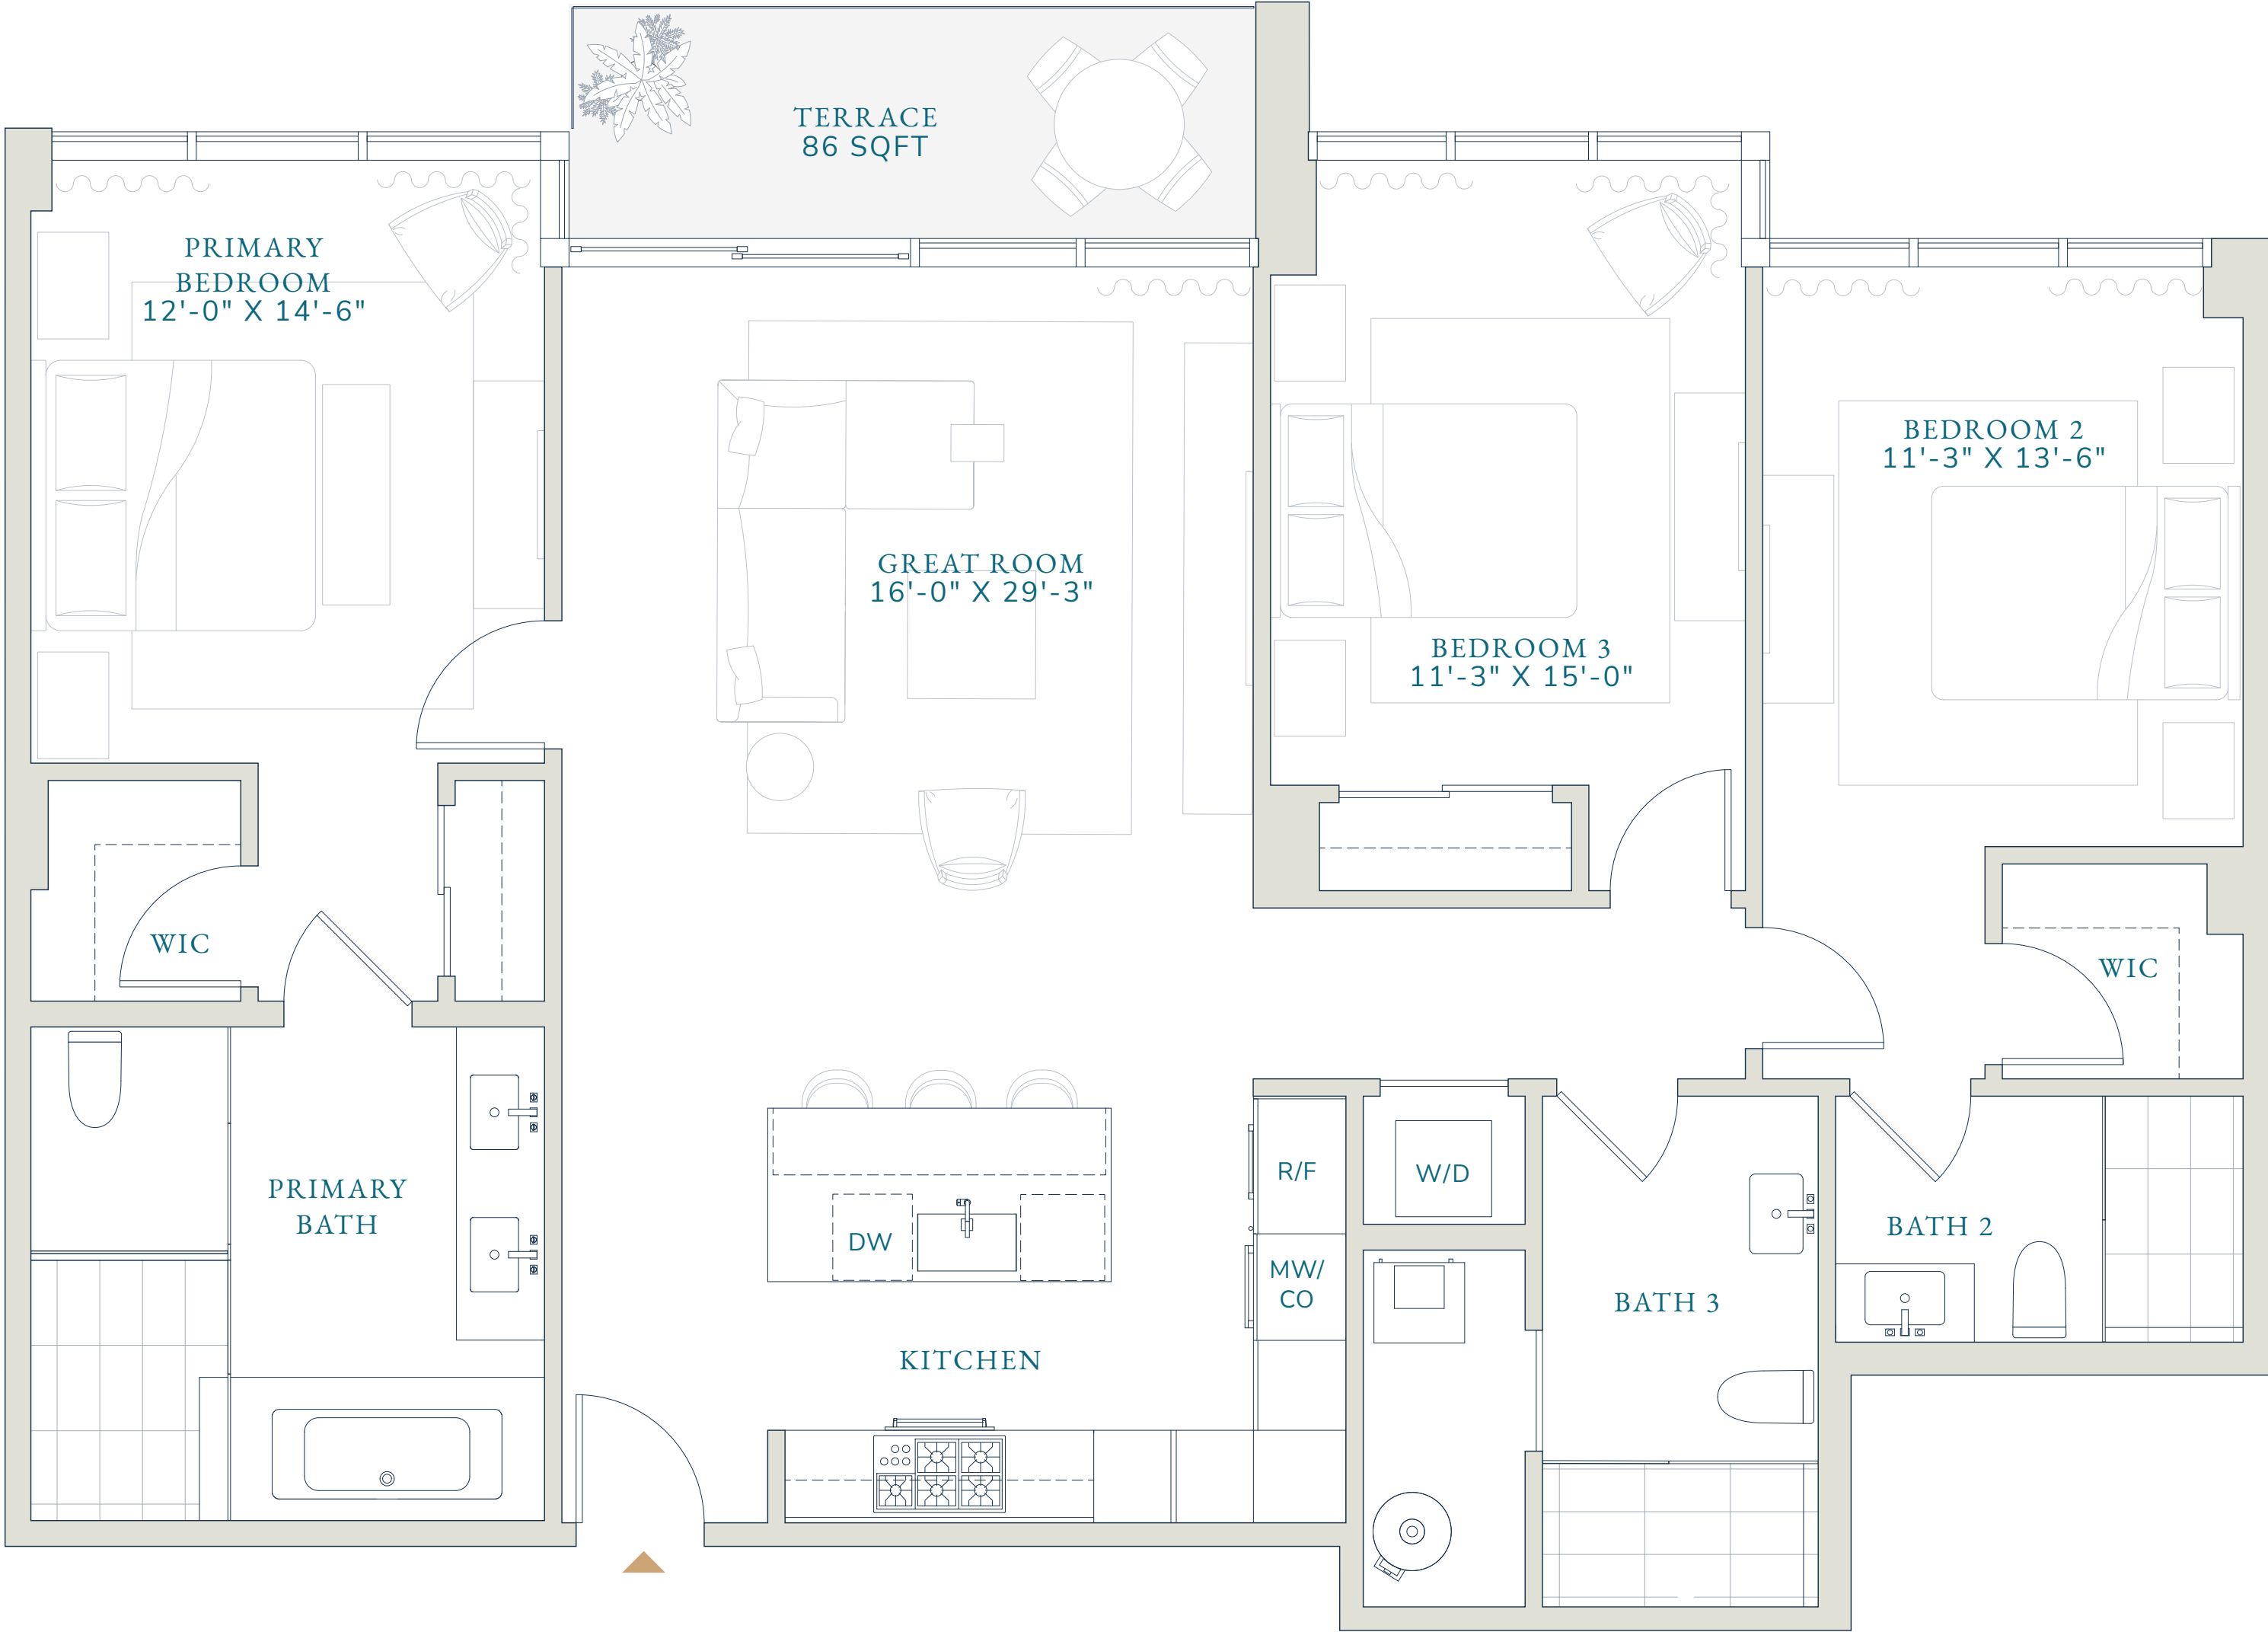 TERRACE
86 SQFT
PRIMARY
BEDROOM
12'-0" X 14'-6"
GREAT ROOM
16'-0" X 29'-3"
BEDROOM 3
11'-3" X 15'-0"
BEDROOM 2
11'-3" X 13'-6"
WIC
WIC
PRIMARY
BATH
DW
KITCHEN
R/F
MW/
CO
W/D
BATH 3
BATH 2